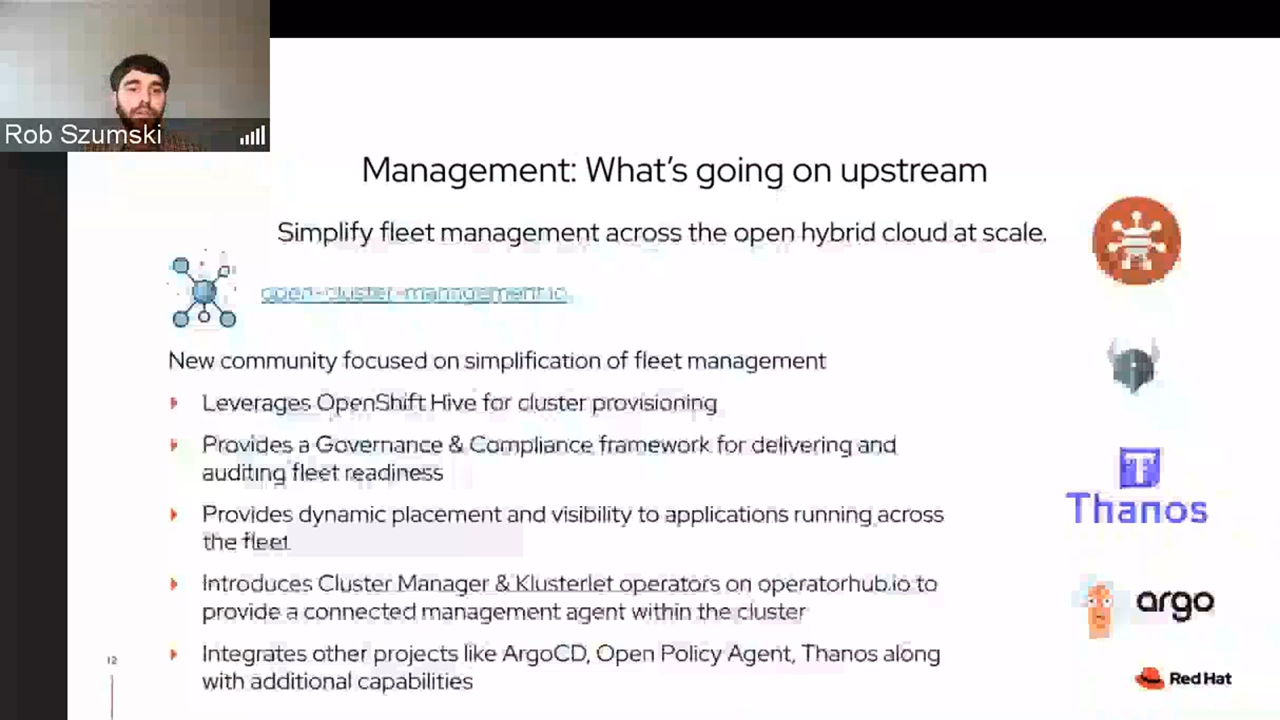 Rob Szumski
Management: What's going on upstream
Simplify fleet management across the open hybrid cloud at scale.
open-cluster-management.io
New community focused on simplification of fleet management
Leverages OpenShift Hive for cluster provisioning
Provides a Governance & Compliance framework for delivering and
auditing fleet readiness
Provides dynamic placement and visibility to applications running across
the fleet
Introduces Cluster Manager & Klusterlet operators on operatorhub.io to
provide a connected management agent within the cluster
Integrates other projects like ArgoCD, Open Policy Agent, Thanos along
with additional capabilities
T
Thanos
argo
12
Red Hat